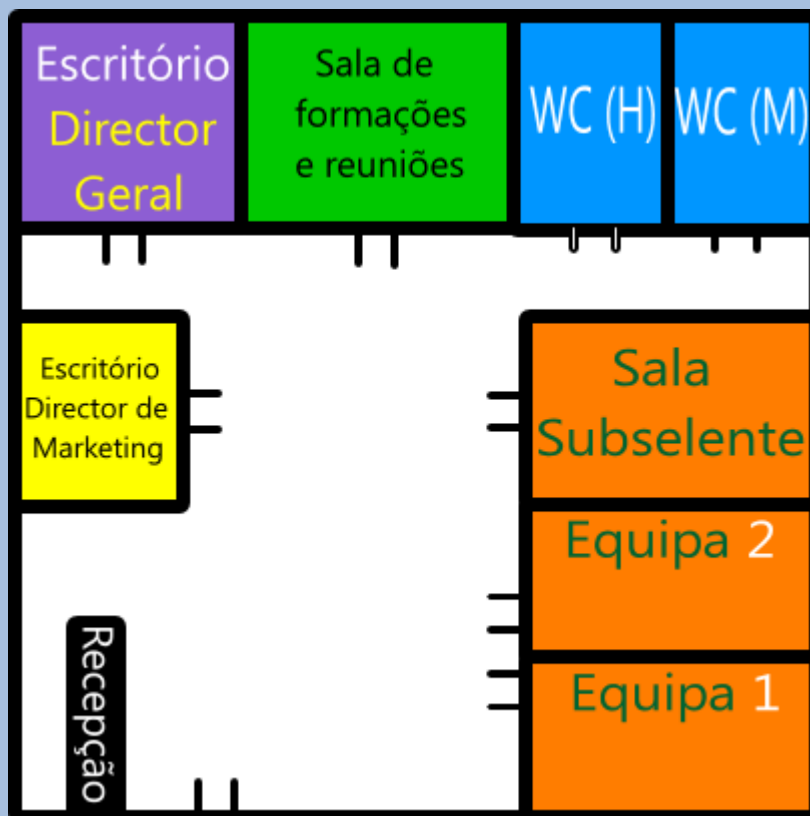 Escritório
Director
Geral
Sala de
formações
e reuniões
WC (H)
WC (M)
Escritório
Director de
Marketing
Sala
Subselente
Equipa 2
Equipa 1
Recepção